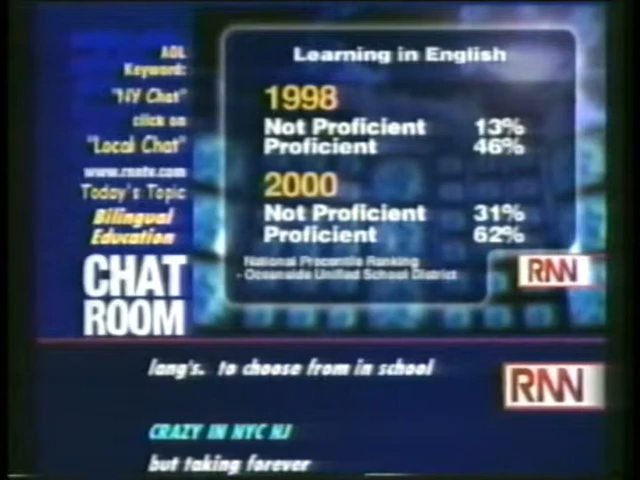 AOL
Keyword:
"NY Chat"
click on
"Local Chat"
www.rnntv.com
Today's Topic
Bilingual
Education
CHAT
ROOM
Learning in English
1998
Not Proficient 13%
Proficient 46%
2000
Not Proficient 31%
Proficient 62%
National Precentile Ranking
- Oceanside Unified School District
RNN
lang's. to choose from in school
RNN
CRAZY IN NYC NJ
but taking forever